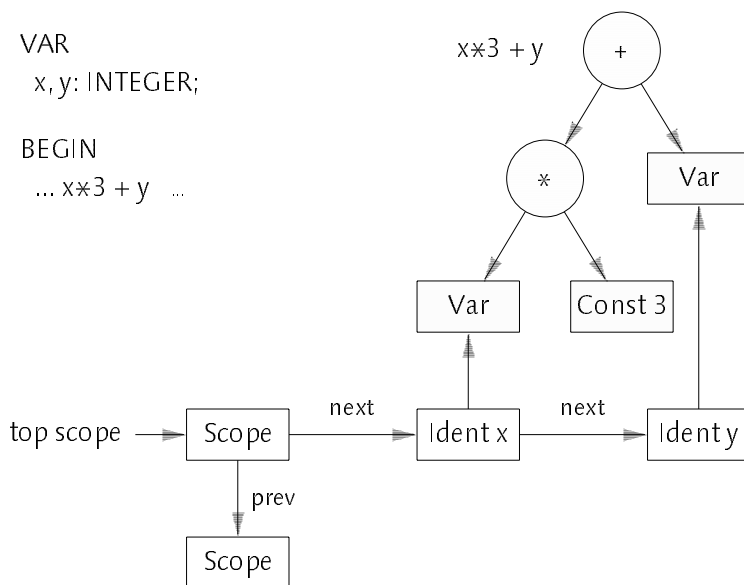 VAR
x, y: INTEGER;
BEGIN
... x*3 + y ...
x*3 + y
+
*
Var
Var
Const 3
top scope
Scope
next
Ident x
next
Ident y
prev
Scope